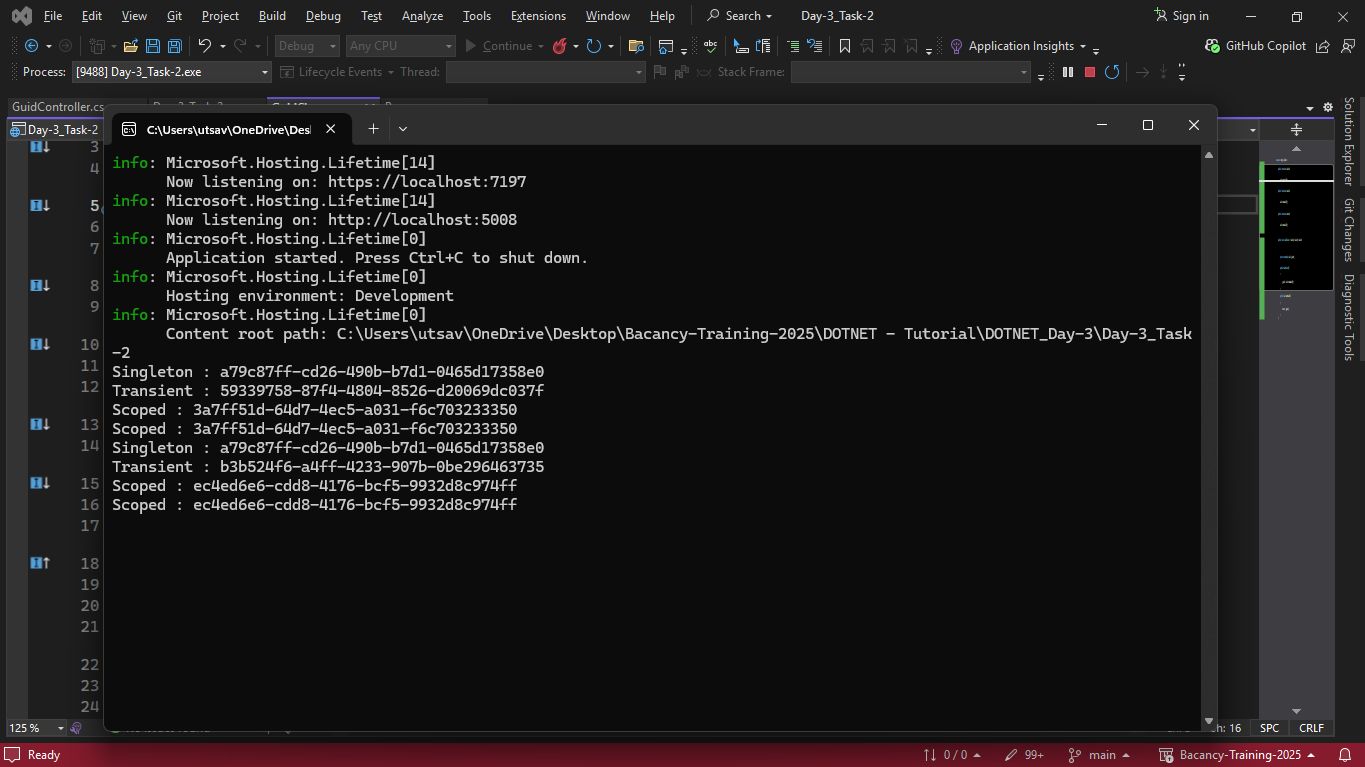 File Edit View Git Project Build Debug Test Analyze Tools Extensions Window Help Search Day-3_Task-2 Sign in
Debug Any CPU Continue abc Application Insights GitHub Copilot
Process: [9488] Day-3_Task-2.exe Lifecycle Events Thread: Stack Frame:
GuidController.cs
Day-3_Task-2
C:\Users\utsav\OneDrive\Des
info: Microsoft.Hosting.Lifetime[14]
Now listening on: https://localhost:7197
info: Microsoft.Hosting.Lifetime[14]
Now listening on: http://localhost:5008
info: Microsoft.Hosting.Lifetime[0]
Application started. Press Ctrl+C to shut down.
info: Microsoft.Hosting.Lifetime[0]
Hosting environment: Development
info: Microsoft.Hosting.Lifetime[0]
Content root path: C:\Users\utsav\OneDrive\Desktop\Bacancy-Training-2025\DOTNET - Tutorial\DOTNET_Day-3\Day-3_Task
-2
Singleton : a79c87ff-cd26-490b-b7d1-0465d17358e0
Transient : 59339758-87f4-4804-8526-d20069dc037f
Scoped : 3a7ff51d-64d7-4ec5-a031-f6c703233350
Scoped : 3a7ff51d-64d7-4ec5-a031-f6c703233350
Singleton : a79c87ff-cd26-490b-b7d1-0465d17358e0
Transient : b3b524f6-a4ff-4233-907b-0be296463735
Scoped : ec4ed6e6-cdd8-4176-bcf5-9932d8c974ff
Scoped : ec4ed6e6-cdd8-4176-bcf5-9932d8c974ff
3
4
5
6
7
8
9
10
11
12
13
14
15
16
17
18
19
20
21
22
23
24
Solution Explorer
Git Changes
Diagnostic Tools
125 % Ch: 16 SPC CRLF
Ready 0 / 0 99+ main Bacancy-Training-2025